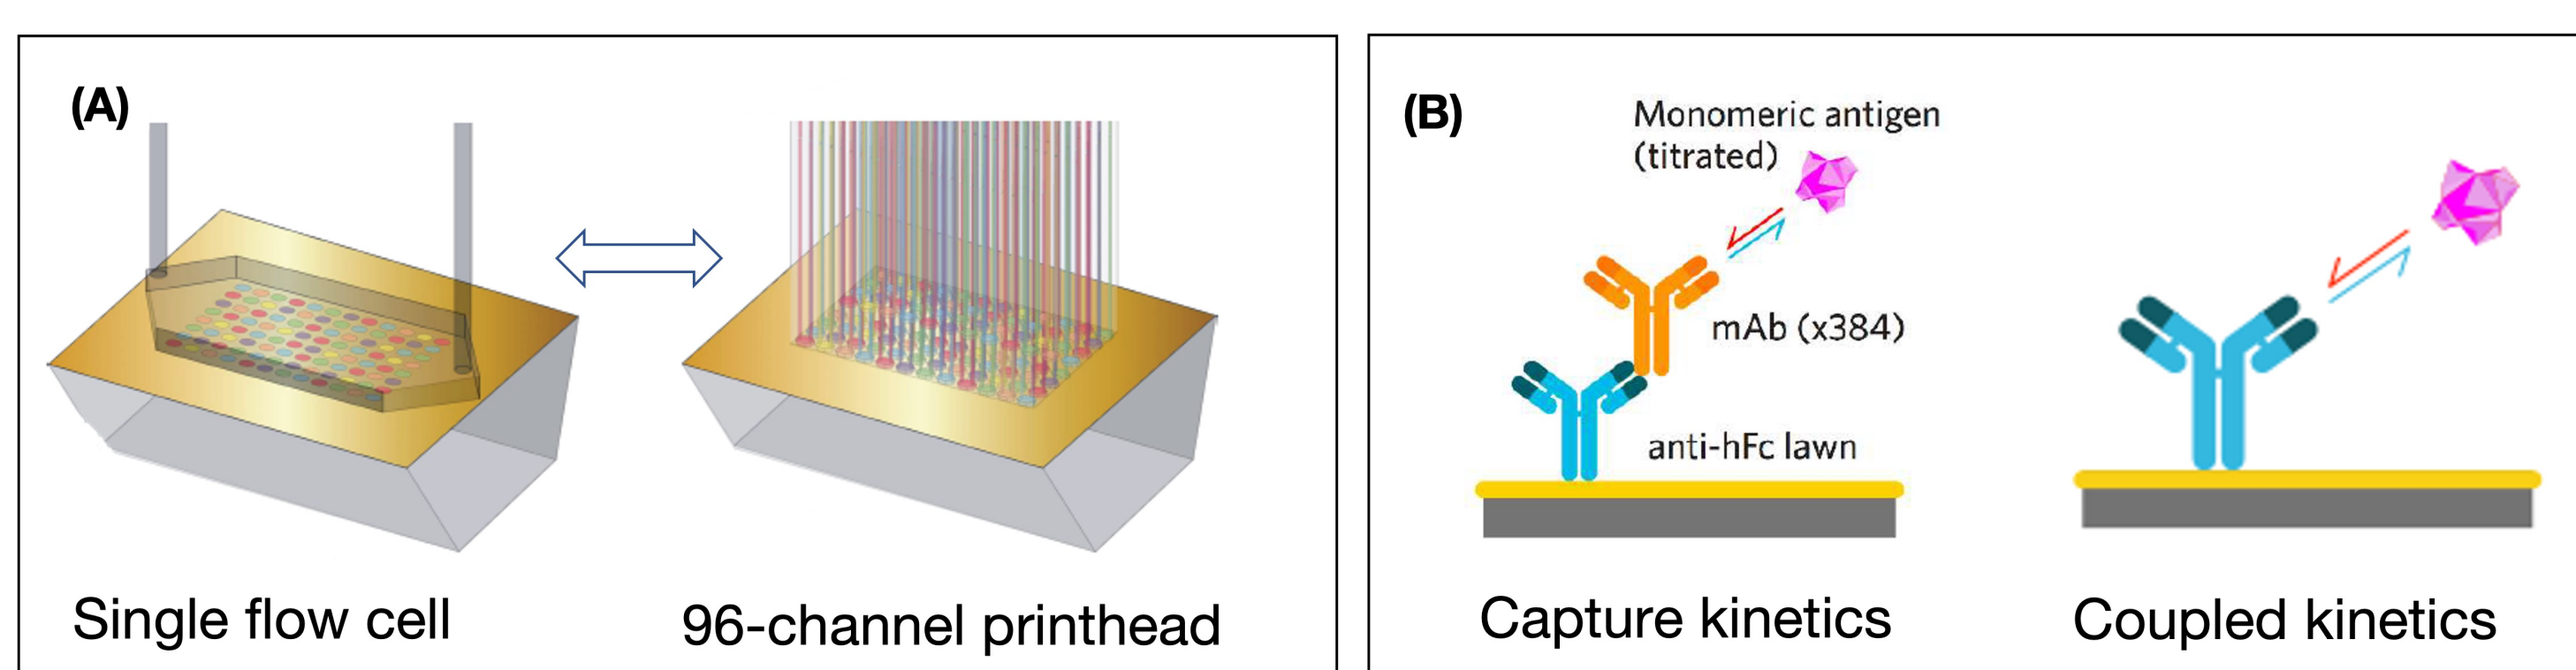 (A)
Single flow cell
96-channel printhead
(B)
Monomeric antigen
(titrated)
mAb (x384)
anti-hFc lawn
Capture kinetics
Coupled kinetics